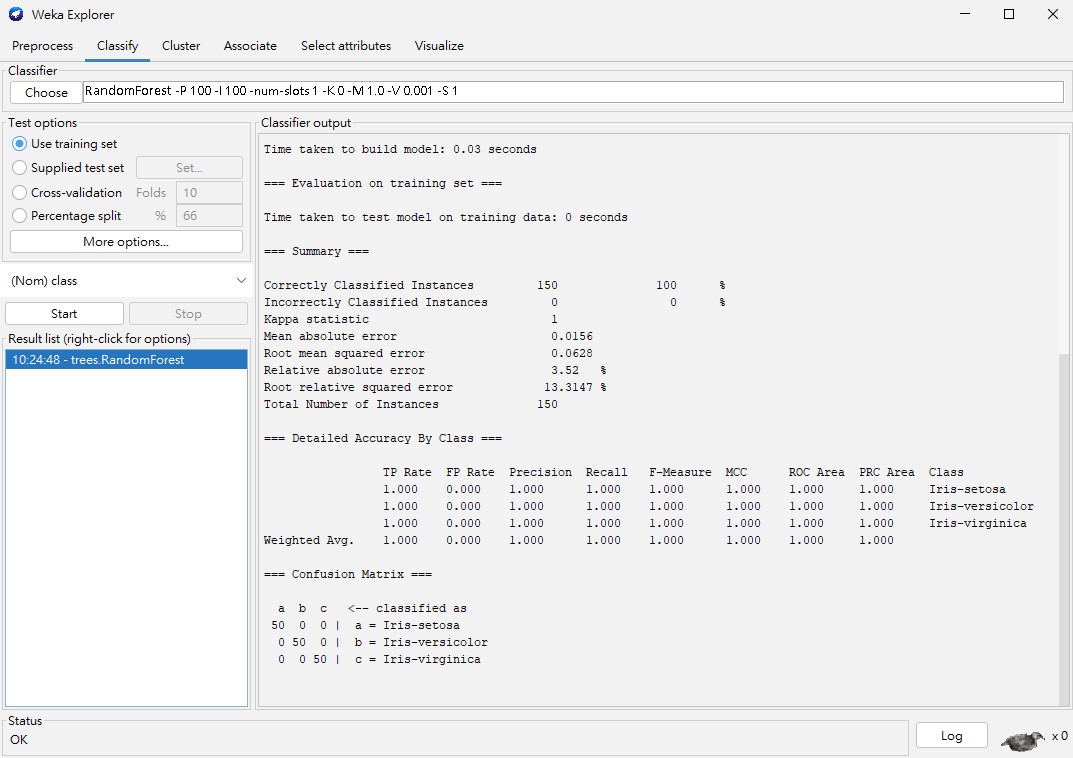 Weka Explorer
Preprocess Classify Cluster Associate Select attributes Visualize
Classifier
Choose RandomForest -P 100 -I 100 -num-slots 1 -K 0 -M 1.0 -V 0.001 -S 1
Test options
Use training set
Supplied test set Set...
Cross-validation Folds 10
Percentage split % 66
More options...
(Nom) class
Start Stop
Result list (right-click for options)
10:24:48 - trees.RandomForest
Classifier output
Time taken to build model: 0.03 seconds
=== Evaluation on training set ===
Time taken to test model on training data: 0 seconds
=== Summary ===
Correctly Classified Instances 150 100 %
Incorrectly Classified Instances 0 0 %
Kappa statistic 1
Mean absolute error 0.0156
Root mean squared error 0.0628
Relative absolute error 3.52 %
Root relative squared error 13.3147 %
Total Number of Instances 150
=== Detailed Accuracy By Class ===
TP Rate FP Rate Precision Recall F-Measure MCC ROC Area PRC Area Class
1.000 0.000 1.000 1.000 1.000 1.000 1.000 1.000 Iris-setosa
1.000 0.000 1.000 1.000 1.000 1.000 1.000 1.000 Iris-versicolor
1.000 0.000 1.000 1.000 1.000 1.000 1.000 1.000 Iris-virginica
Weighted Avg. 1.000 0.000 1.000 1.000 1.000 1.000 1.000 1.000
=== Confusion Matrix ===
a b c <-- classified as
50 0 0 | a = Iris-setosa
0 50 0 | b = Iris-versicolor
0 0 50 | c = Iris-virginica
Status
OK
Log x 0